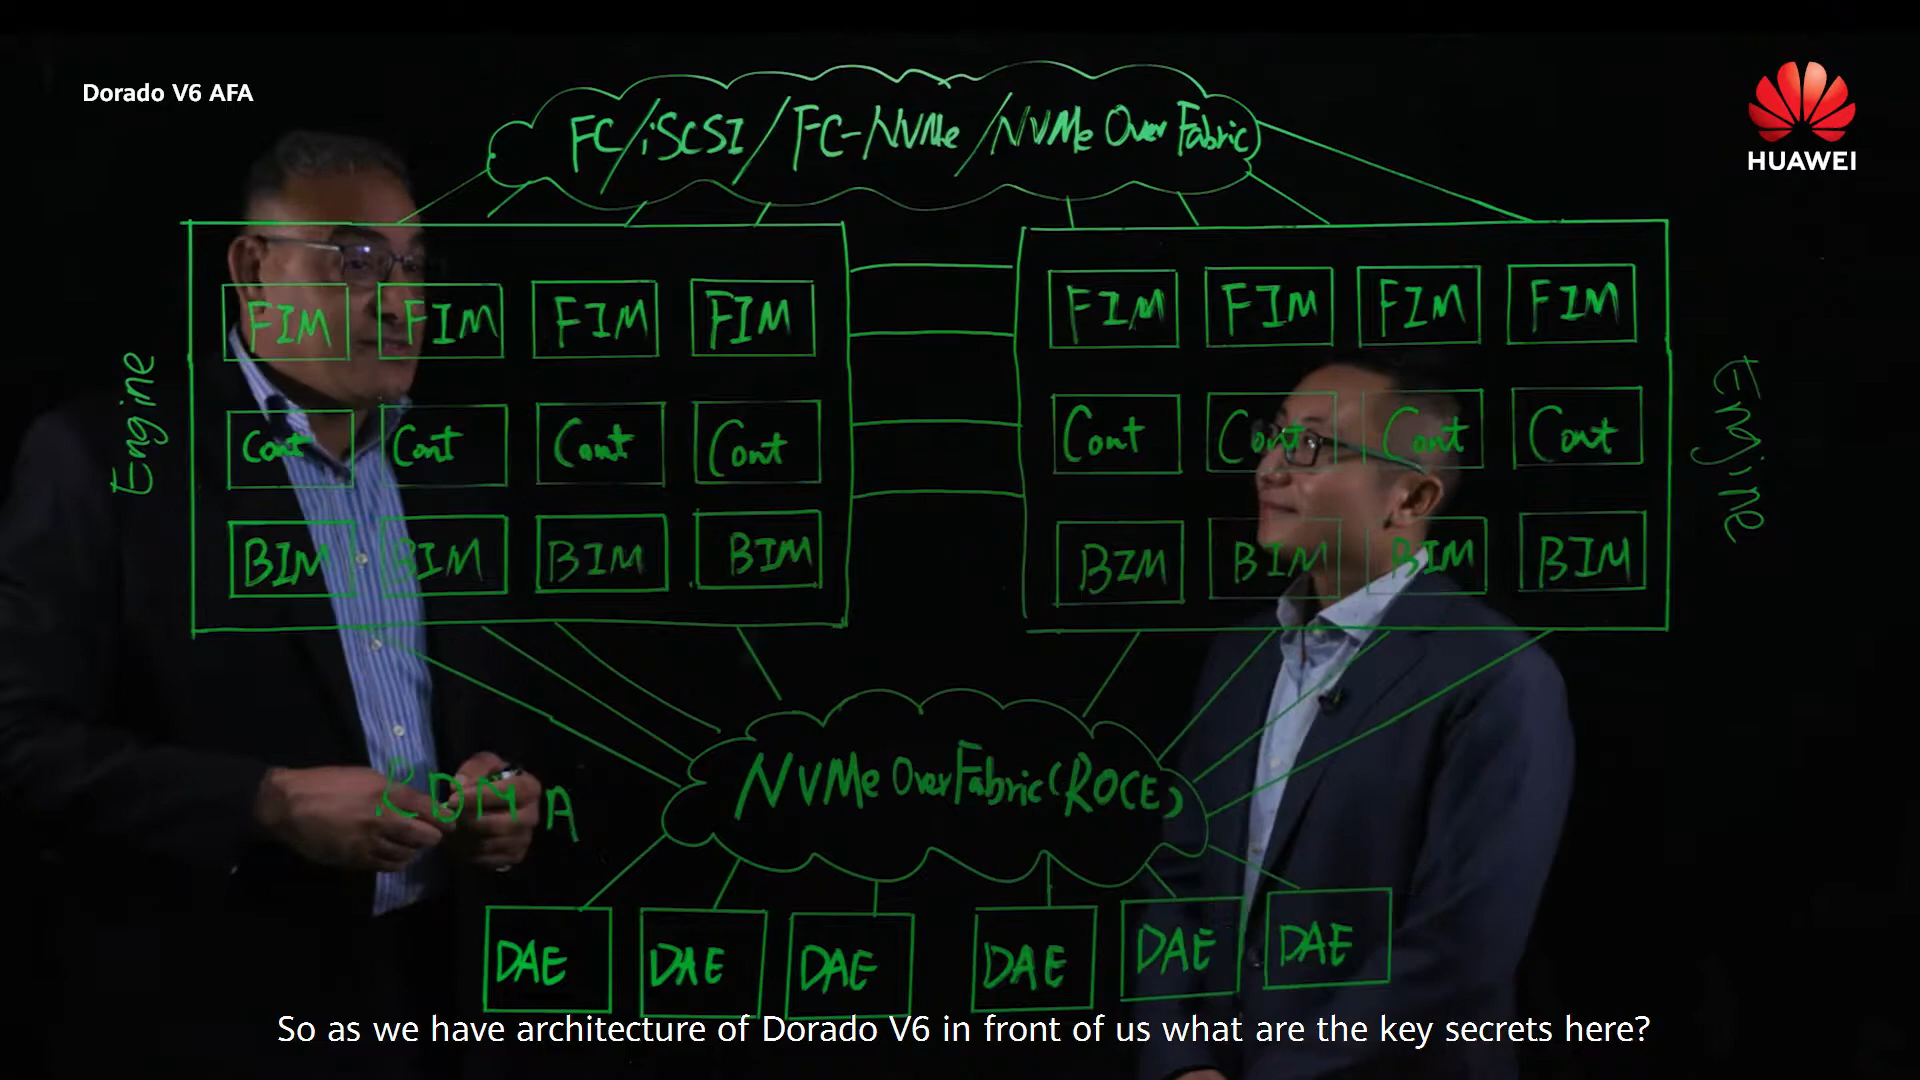 Dorado V6 AFA
HUAWEI
FC/iSCSI/FC-NVMe/NVMe Over Fabric
Engine
FIM FIM FIM FIM
Cont Cont Cont Cont
BIM BIM BIM BIM
FIM FIM FIM FIM
Cont Cont Cont Cont
BIM BIM BIM BIM
Engine
RDMA
NVMe Over Fabric (ROCE)
DAE DAE DAE DAE DAE DAE
So as we have architecture of Dorado V6 in front of us what are the key secrets here?